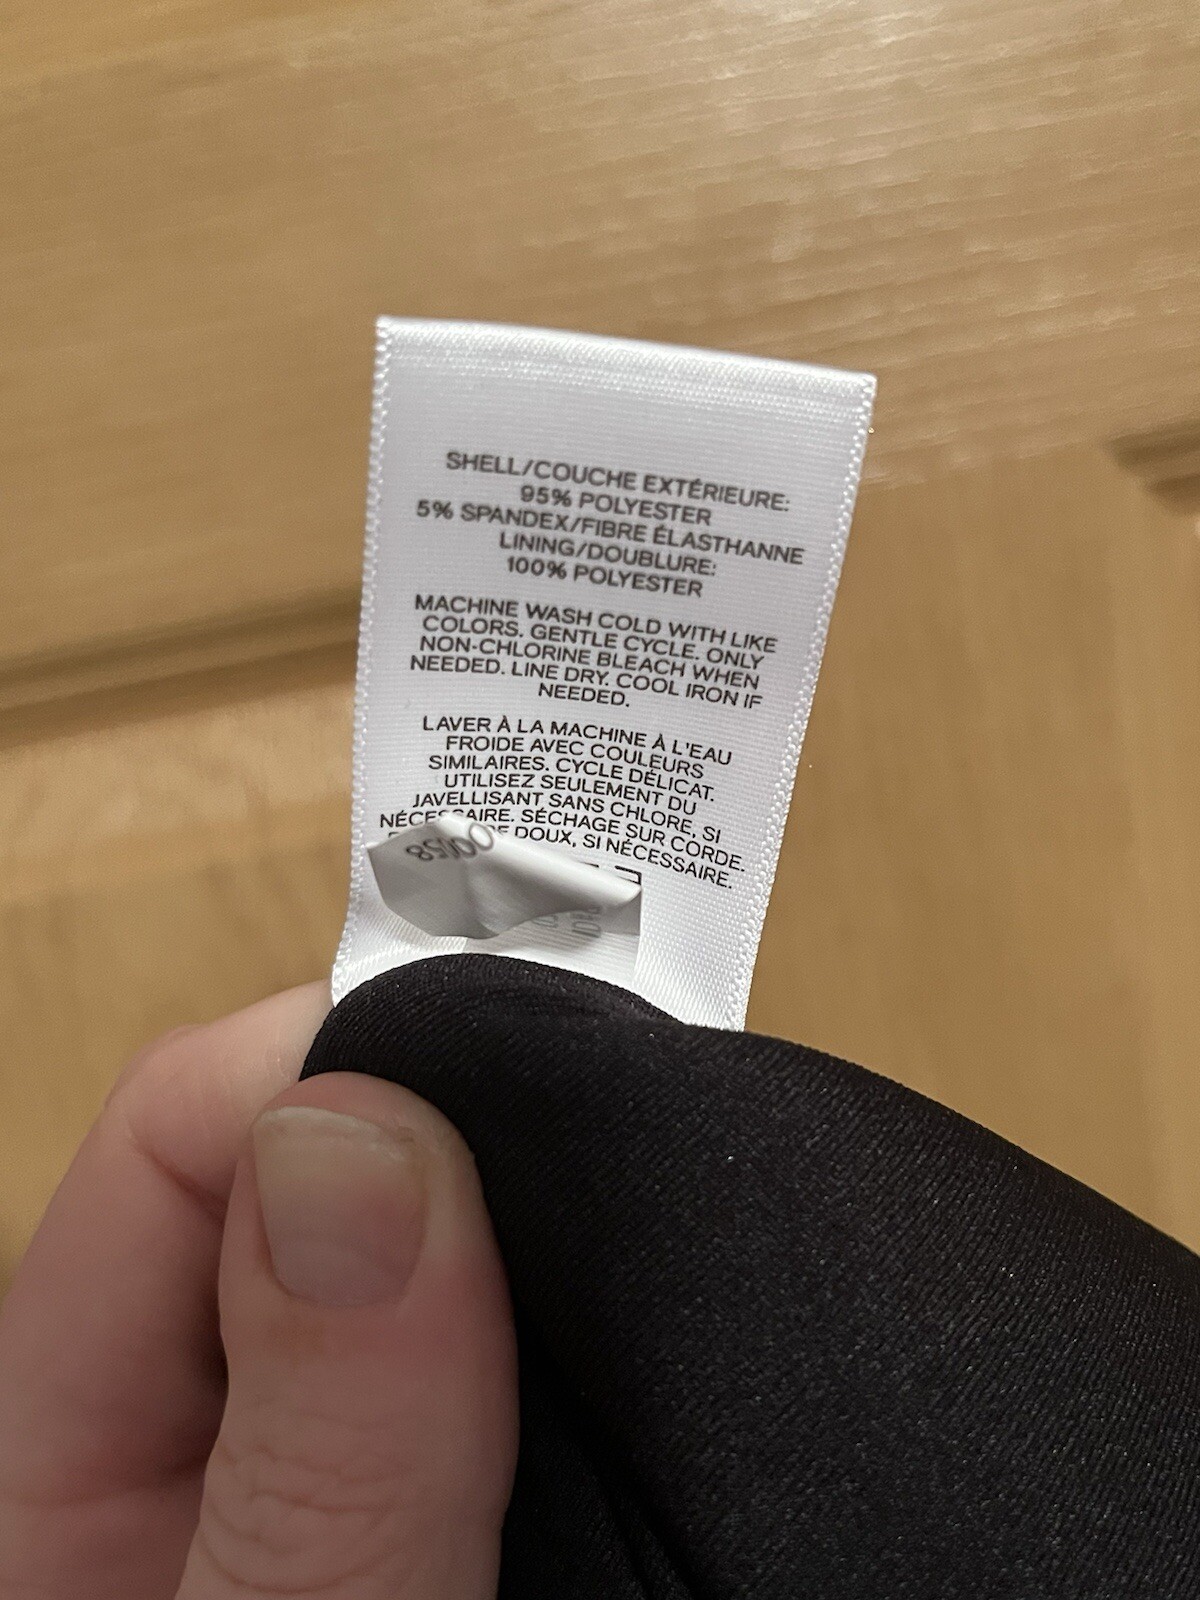 SHELL/COUCHE EXTÉRIEURE:
95% POLYESTER
5% SPANDEX/FIBRE ÉLASTHANNE
LINING/DOUBLURE:
100% POLYESTER
MACHINE WASH COLD WITH LIKE
COLORS. GENTLE CYCLE. ONLY
NON-CHLORINE BLEACH WHEN
NEEDED. LINE DRY. COOL IRON IF
NEEDED.
LAVER À LA MACHINE À L'EAU
FROIDE AVEC COULEURS
SIMILAIRES. CYCLE DÉLICAT.
UTILISEZ SEULEMENT DU
JAVELLISANT SANS CHLORE, SI
NÉCESSAIRE. SÉCHAGE SUR CORDE.
DOUX, SI NÉCESSAIRE.